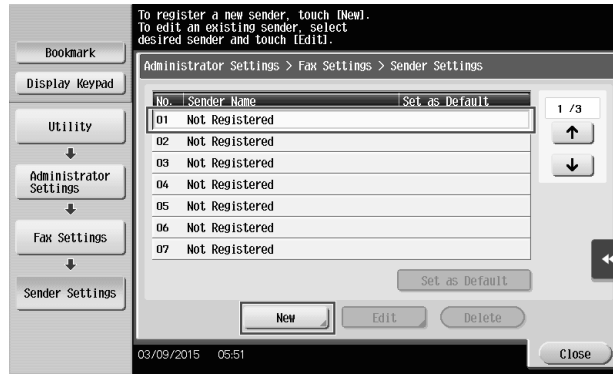 To register a new sender, touch [New].
To edit an existing sender, select
desired sender and touch [Edit].
Bookmark
Display Keypad
Utility
Administrator
Settings
Fax Settings
Sender Settings
Administrator Settings > Fax Settings > Sender Settings
No. Sender Name Set as Default
01 Not Registered
02 Not Registered
03 Not Registered
04 Not Registered
05 Not Registered
06 Not Registered
07 Not Registered
1 /3
Set as Default
New Edit Delete
03/09/2015 05:51
Close